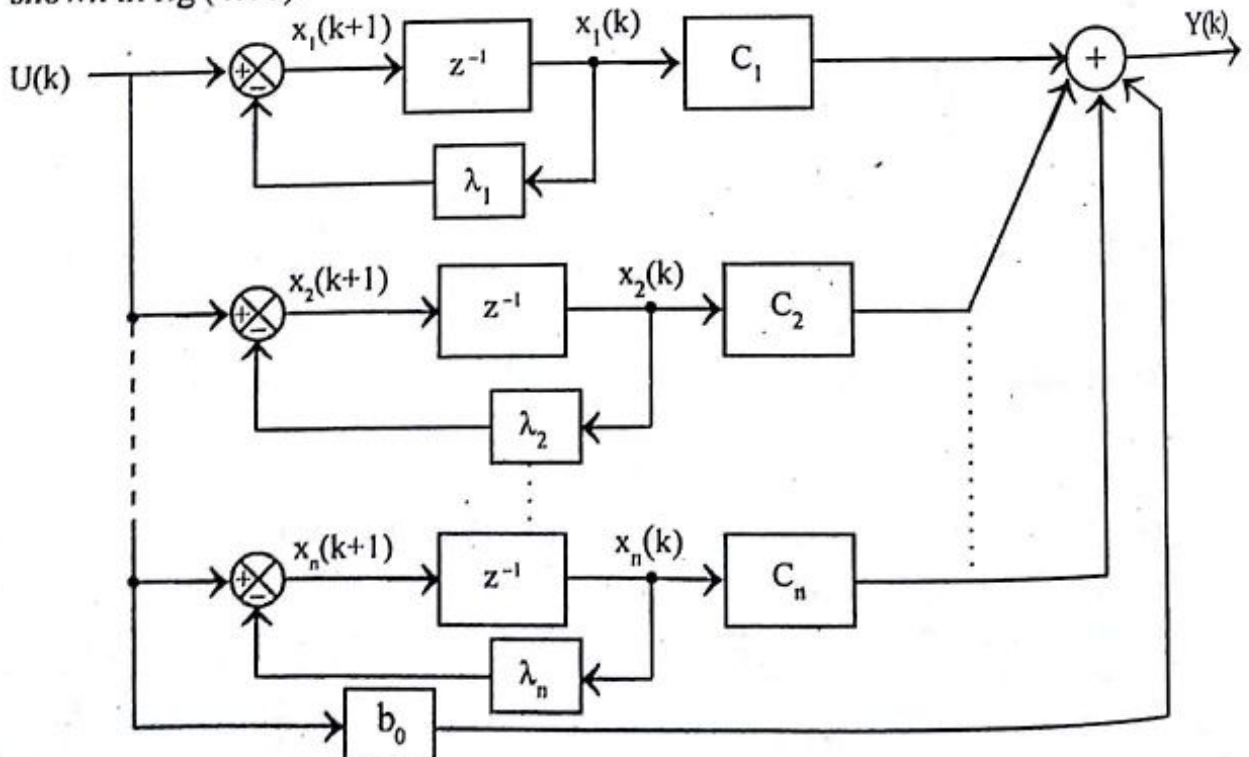 x₁(k+1)
x₁(k)
Y(k)
U(k)
+
−
z⁻¹
C₁
+
λ₁
x₂(k+1)
x₂(k)
+
−
z⁻¹
C₂
λ₂
xₙ(k+1)
xₙ(k)
+
−
z⁻¹
Cₙ
λₙ
b₀